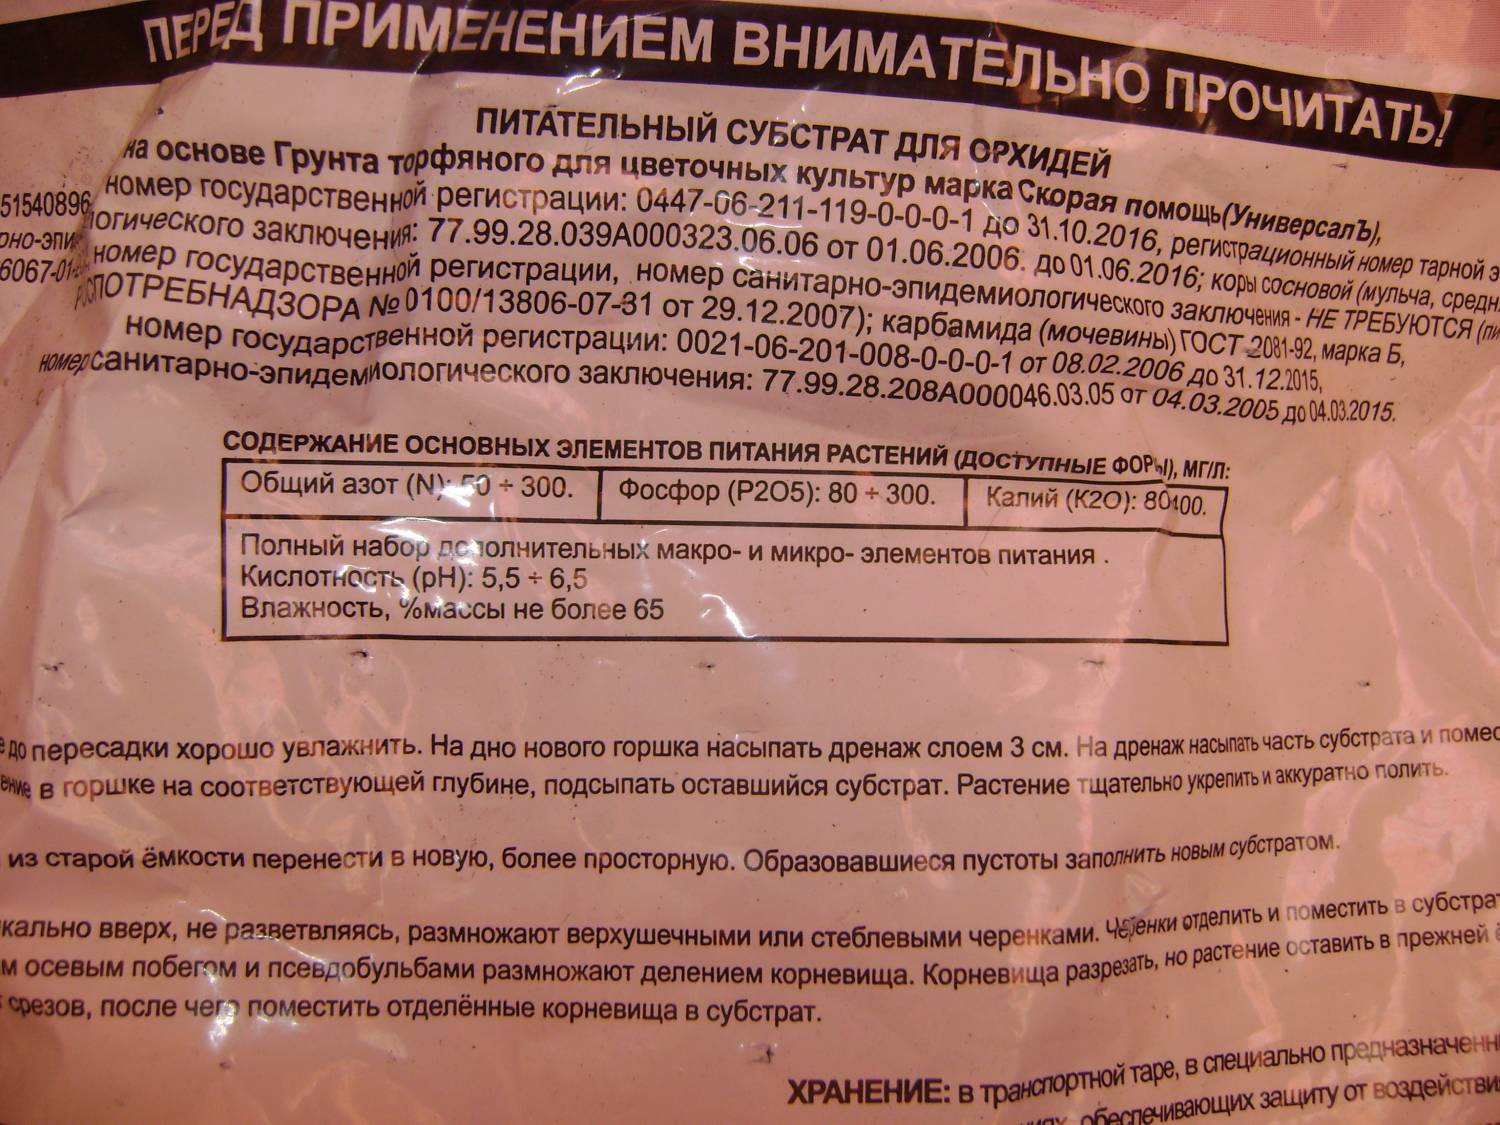 ПЕРЕД ПРИМЕНЕНИЕМ ВНИМАТЕЛЬНО ПРОЧИТАТЬ!
ПИТАТЕЛЬНЫЙ СУБСТРАТ ДЛЯ ОРХИДЕЙ
на основе Грунта торфяного для цветочных культур марка Скорая помощь(УниверсалЪ),
51540896, номер государственной регистрации: 0447-06-211-119-0-0-0-1 до 31.10.2016, регистрационный номер тарной э
рно-эпи логического заключения: 77.99.28.039А000323.06.06 от 01.06.2006. до 01.06.2016; коры сосновой (мульча, средн
6067-01 номер государственной регистрации, номер санитарно-эпидемиологического заключения - НЕ ТРЕБУЮТСЯ (пи
РОСПОТРЕБНАДЗОРА №0100/13806-07-31 от 29.12.2007); карбамида (мочевины) ГОСТ 2081-92, марка Б,
номер государственной регистрации: 0021-06-201-008-0-0-0-1 от 08.02.2006 до 31.12.2015,
номер санитарно-эпидемиологического заключения: 77.99.28.208А000046.03.05 от 04.03.2005 до 04.03.2015.
СОДЕРЖАНИЕ ОСНОВНЫХ ЭЛЕМЕНТОВ ПИТАНИЯ РАСТЕНИЙ (ДОСТУПНЫЕ ФОРМЫ), МГ/Л:
Общий азот (N): 50 ÷ 300. Фосфор (P2O5): 80 ÷ 300. Калий (K2O): 80
Полный набор дополнительных макро- и микро- элементов питания .
Кислотность (pH): 5,5 ÷ 6,5
Влажность, %массы не более 65
е до пересадки хорошо увлажнить. На дно нового горшка насыпать дренаж слоем 3 см. На дренаж насыпать часть субстрата и помес
ение в горшке на соответствующей глубине, подсыпать оставшийся субстрат. Растение тщательно укрепить и аккуратно полить.
из старой ёмкости перенести в новую, более просторную. Образовавшиеся пустоты заполнить новым субстратом.
кально вверх, не разветвляясь, размножают верхушечными или стеблевыми черенками. Черенки отделить и поместить в субстрат
м осевым побегом и псевдобульбами размножают делением корневища. Корневища разрезать, но растение оставить в прежней ё
срезов, после чего поместить отделённые корневища в субстрат.
ХРАНЕНИЕ: в транспортной таре, в специально предназначенн
обеспечивающих защиту от воздействи